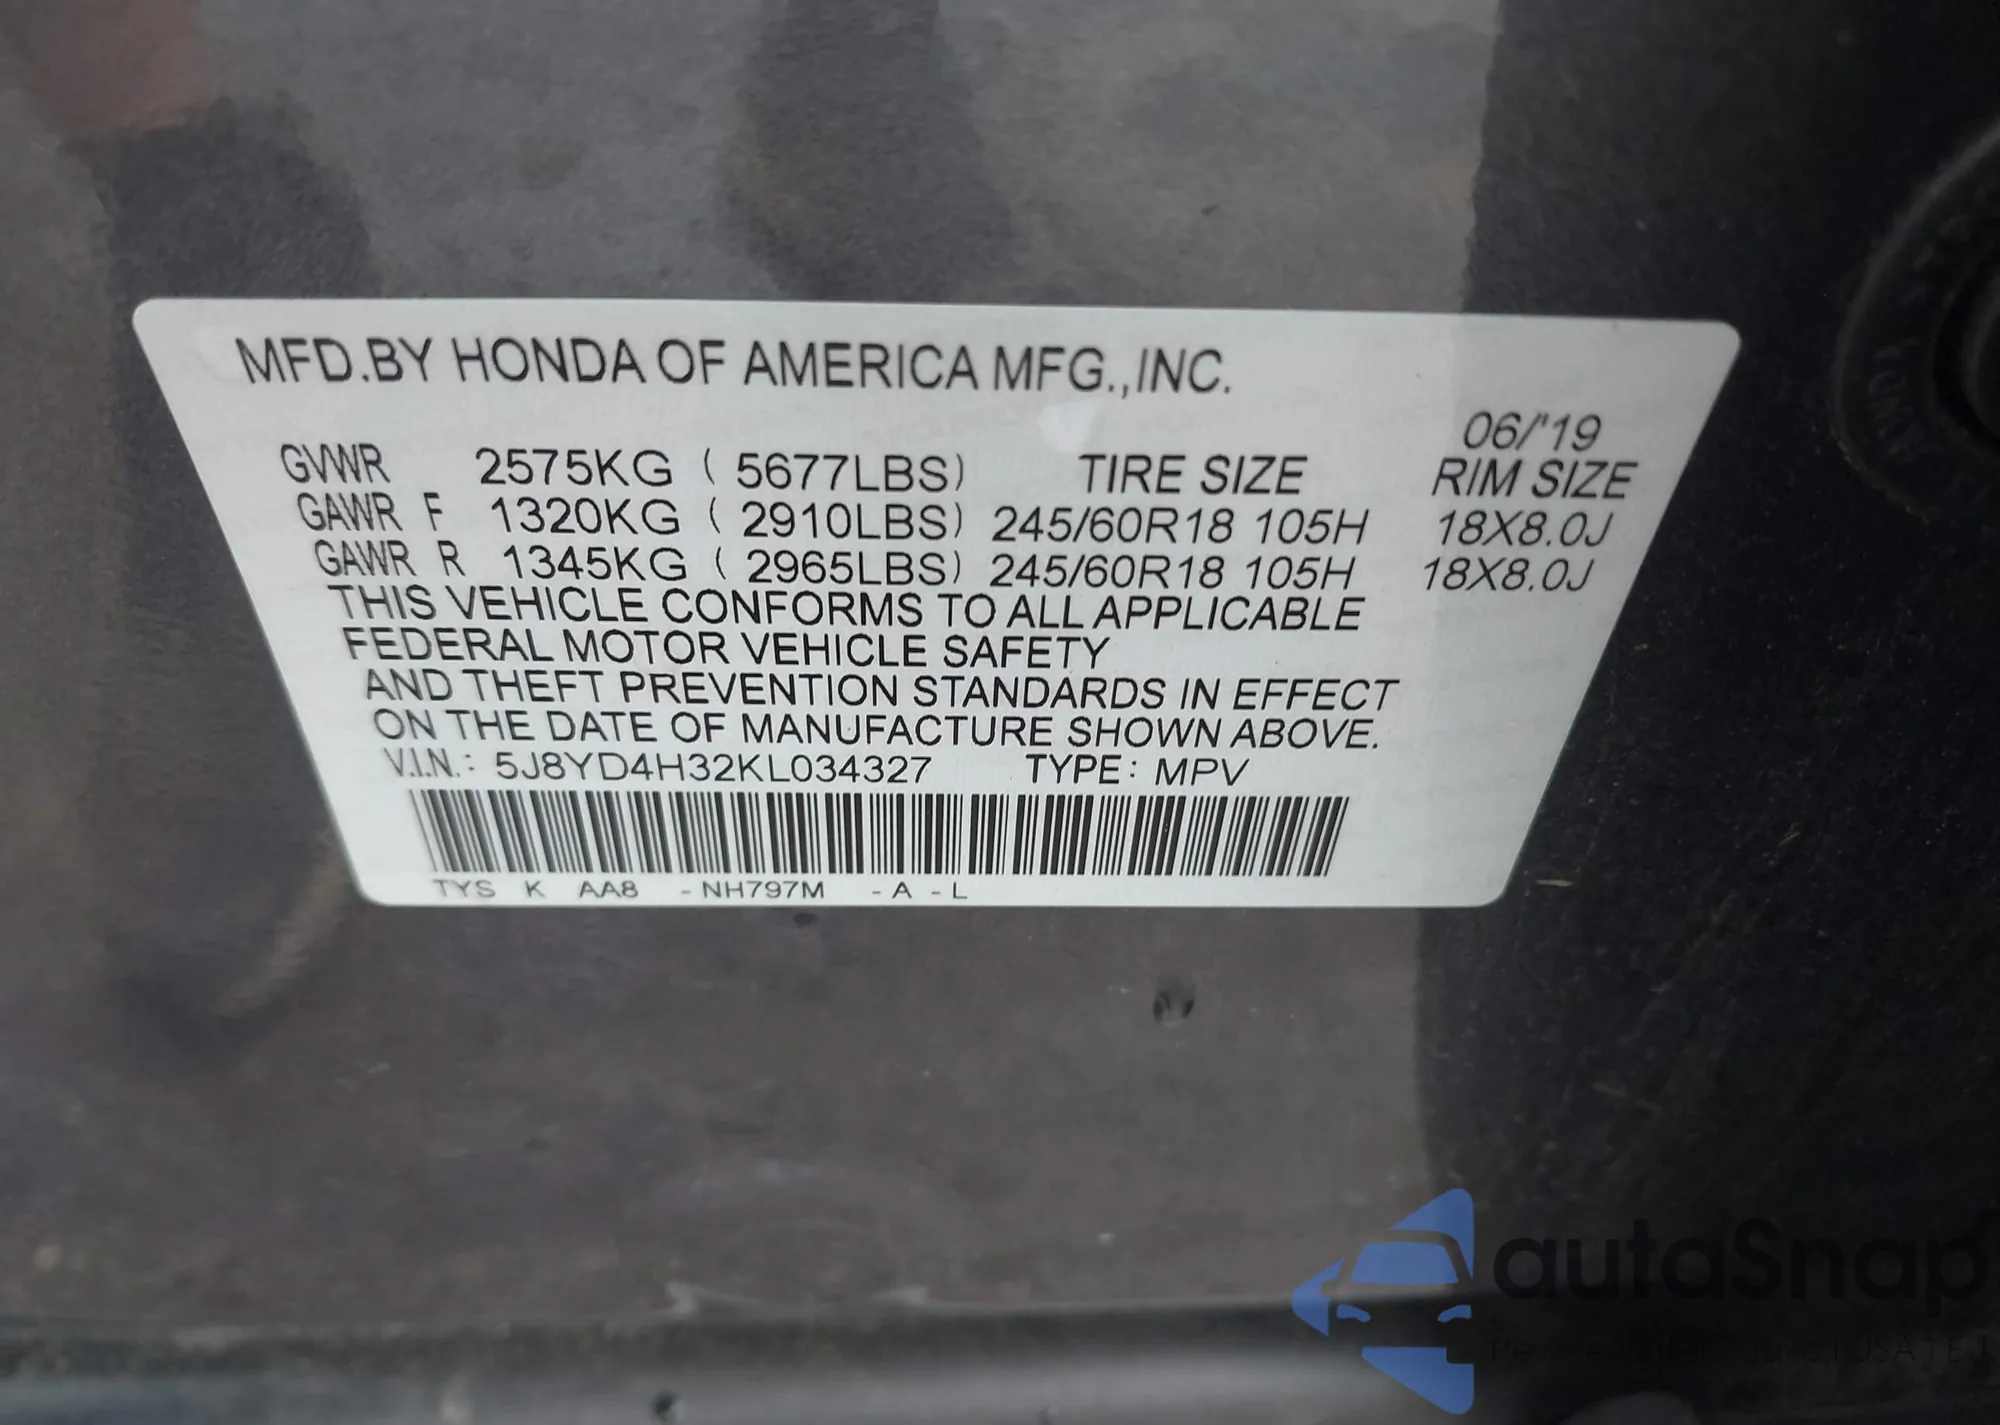 MFD.BY HONDA OF AMERICA MFG.,INC.
06/'19
GVWR 2575KG ( 5677LBS) TIRE SIZE RIM SIZE
GAWR F 1320KG ( 2910LBS) 245/60R18 105H 18X8.0J
GAWR R 1345KG ( 2965LBS) 245/60R18 105H 18X8.0J
THIS VEHICLE CONFORMS TO ALL APPLICABLE
FEDERAL MOTOR VEHICLE SAFETY
AND THEFT PREVENTION STANDARDS IN EFFECT
ON THE DATE OF MANUFACTURE SHOWN ABOVE.
V.I.N.: 5J8YD4H32KL034327 TYPE: MPV
TYS K AA8 -NH797M -A -L
autoSnap